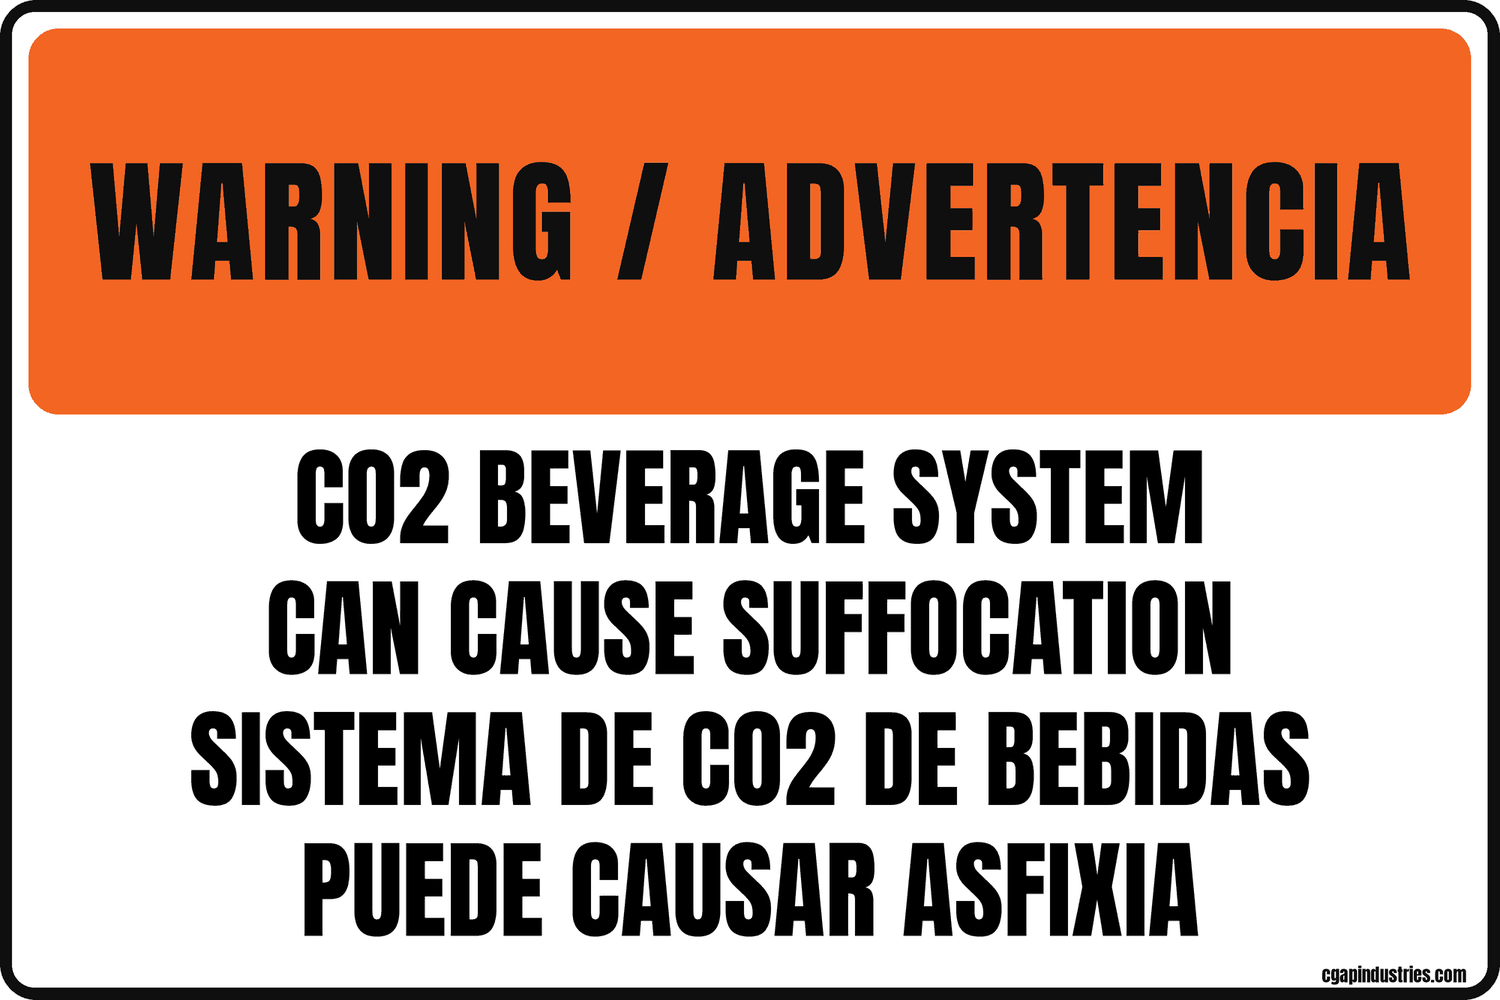 WARNING / ADVERTENCIA
CO2 BEVERAGE SYSTEM
CAN CAUSE SUFFOCATION
SISTEMA DE CO2 DE BEBIDAS
PUEDE CAUSAR ASFIXIA
cgapindustries.com